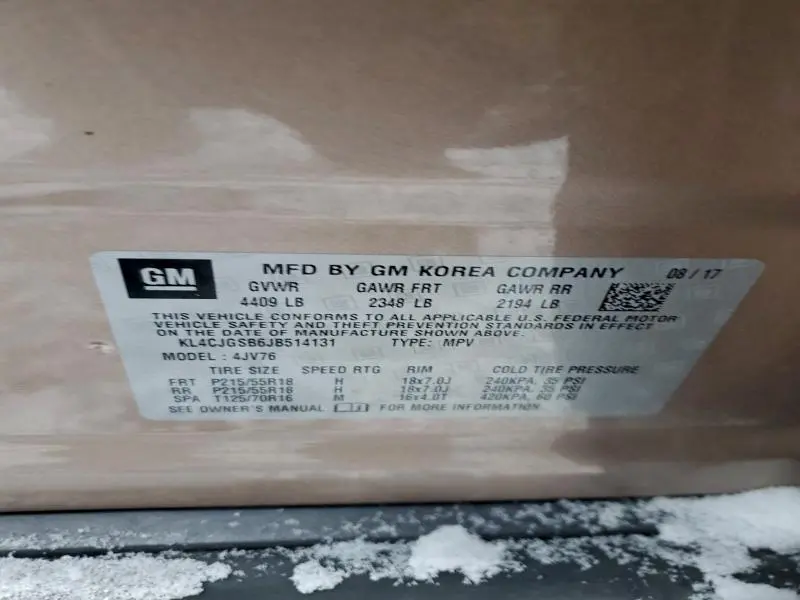 GM MFD BY GM KOREA COMPANY 08 / 17
GVWR GAWR FRT GAWR RR
4409 LB 2348 LB 2194 LB
THIS VEHICLE CONFORMS TO ALL APPLICABLE U.S. FEDERAL MOTOR
VEHICLE SAFETY AND THEFT PREVENTION STANDARDS IN EFFECT
ON THE DATE OF MANUFACTURE SHOWN ABOVE.
KL4CJGSB6JB514131 TYPE: MPV
MODEL : 4JV76
TIRE SIZE SPEED RTG RIM COLD TIRE PRESSURE
FRT P215/55R18 H 18x7.0J 240KPA, 35 PSI
RR P215/55R18 H 18x7.0J 240KPA, 35 PSI
SPA T125/70R16 M 16x4.0T 420KPA, 60 PSI
SEE OWNER'S MANUAL FOR MORE INFORMATION